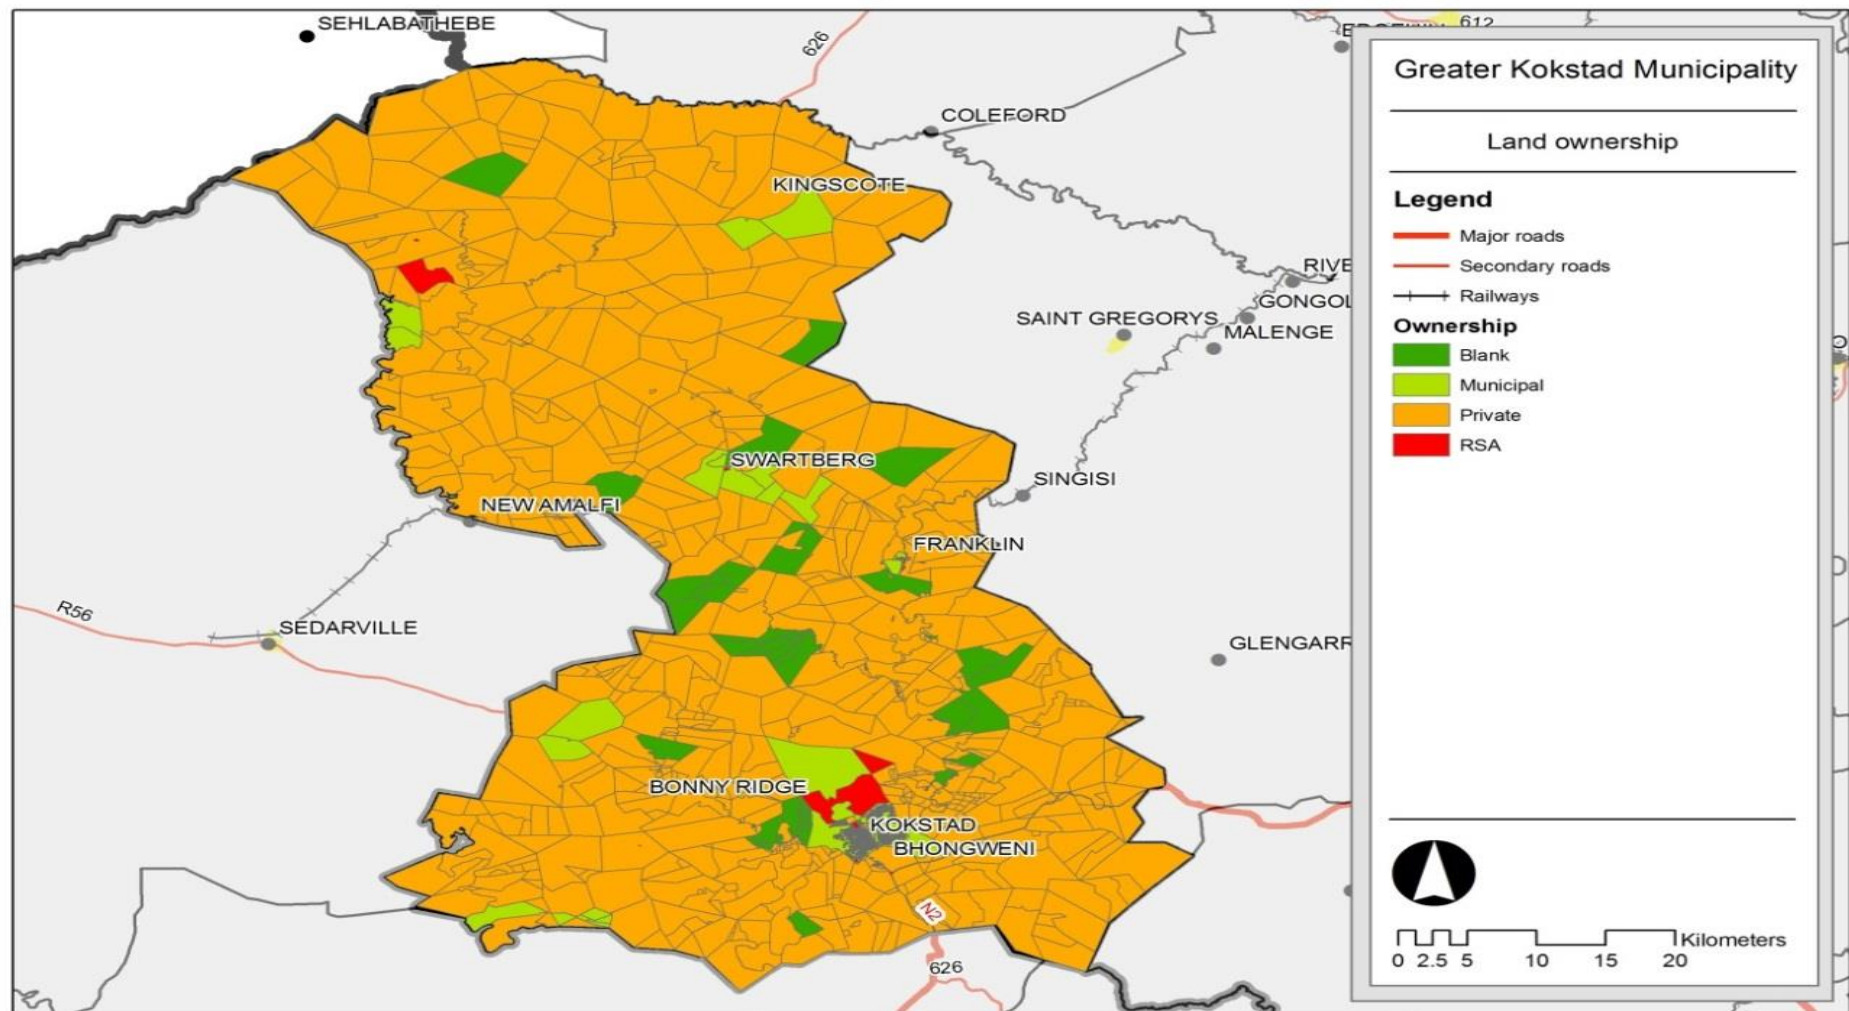 SEHLABATHEBE
626
612
COLEFORD
KINGSCOTE
SAINT GREGORYS
MALENGE
SWARTBERG
SINGISI
NEW AMALFI
FRANKLIN
R56
SEDARVILLE
BONNY RIDGE
KOKSTAD
BHONGWENI
N2
626
Greater Kokstad Municipality
Land ownership
Legend
Major roads
Secondary roads
Railways
Ownership
Blank
Municipal
Private
RSA
Kilometers
0 2.5 5 10 15 20